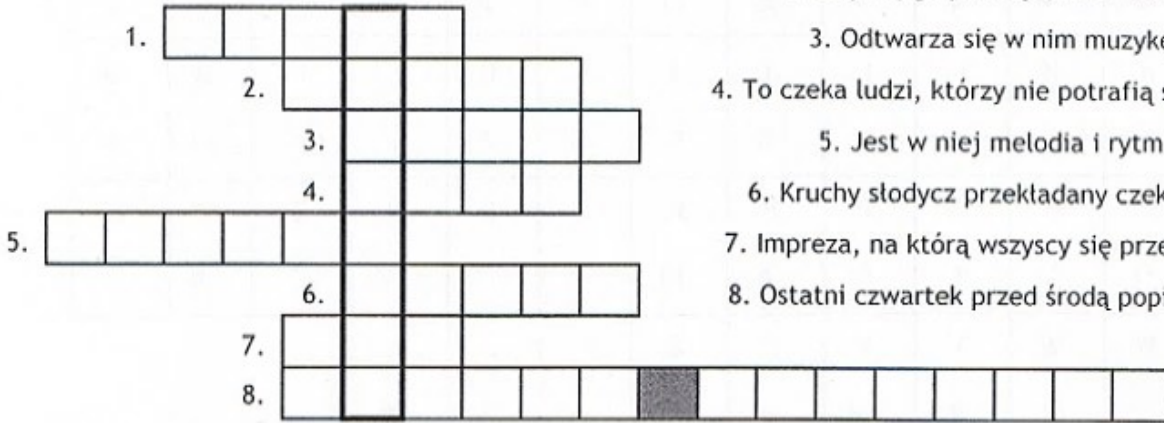 1.
2.
3. Odtwarza się w nim muzykę
3.
4. To czeka ludzi, którzy nie potrafią
4.
5. Jest w niej melodia i rytm
5.
6. Kruchy słodycz przekładany
6.
7. Impreza, na którą wszyscy się
7.
8. Ostatni czwartek przed środą
8.